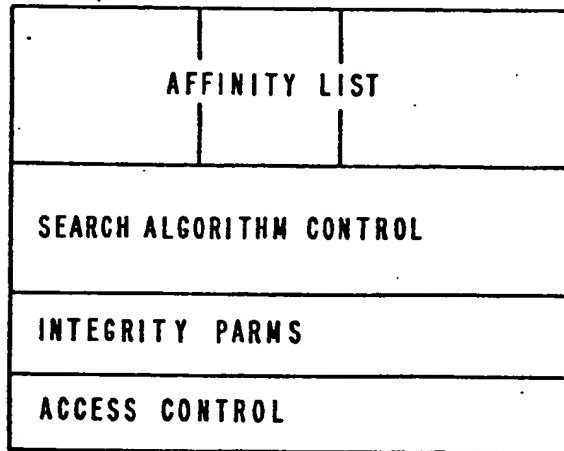 AFFINITY LIST
SEARCH ALGORITHM CONTROL
INTEGRITY PARMS
ACCESS CONTROL